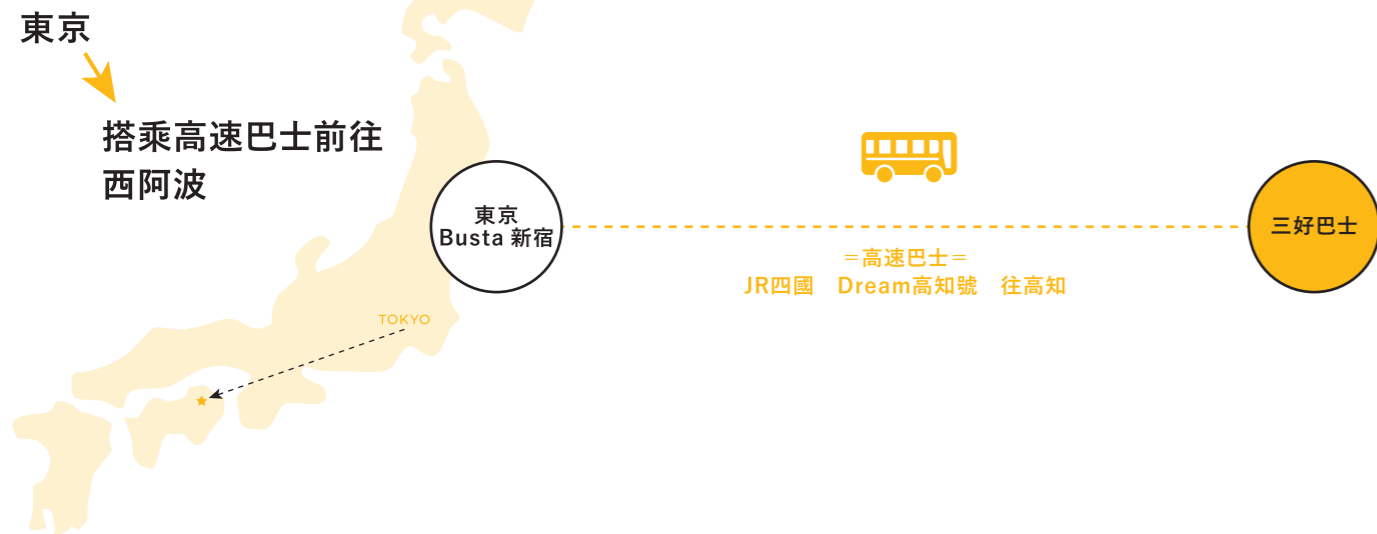 東京
搭乘高速巴士前往
西阿波
東京
Busta 新宿
三好巴士
=高速巴士=
JR四國　Dream高知號　往高知
TOKYO